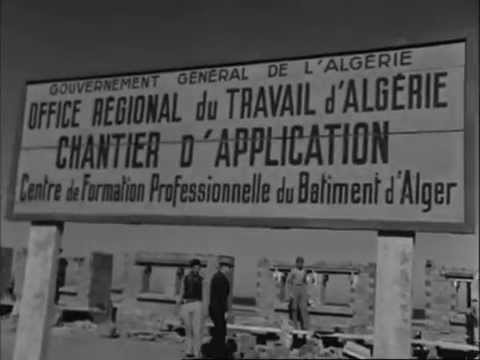 GOUVERNEMENT GÉNÉRAL DE L'ALGÉRIE
OFFICE RÉGIONAL du TRAVAIL d'ALGÉRIE
CHANTIER D'APPLICATION
Centre de Formation Professionnelle du Batiment d'Alger